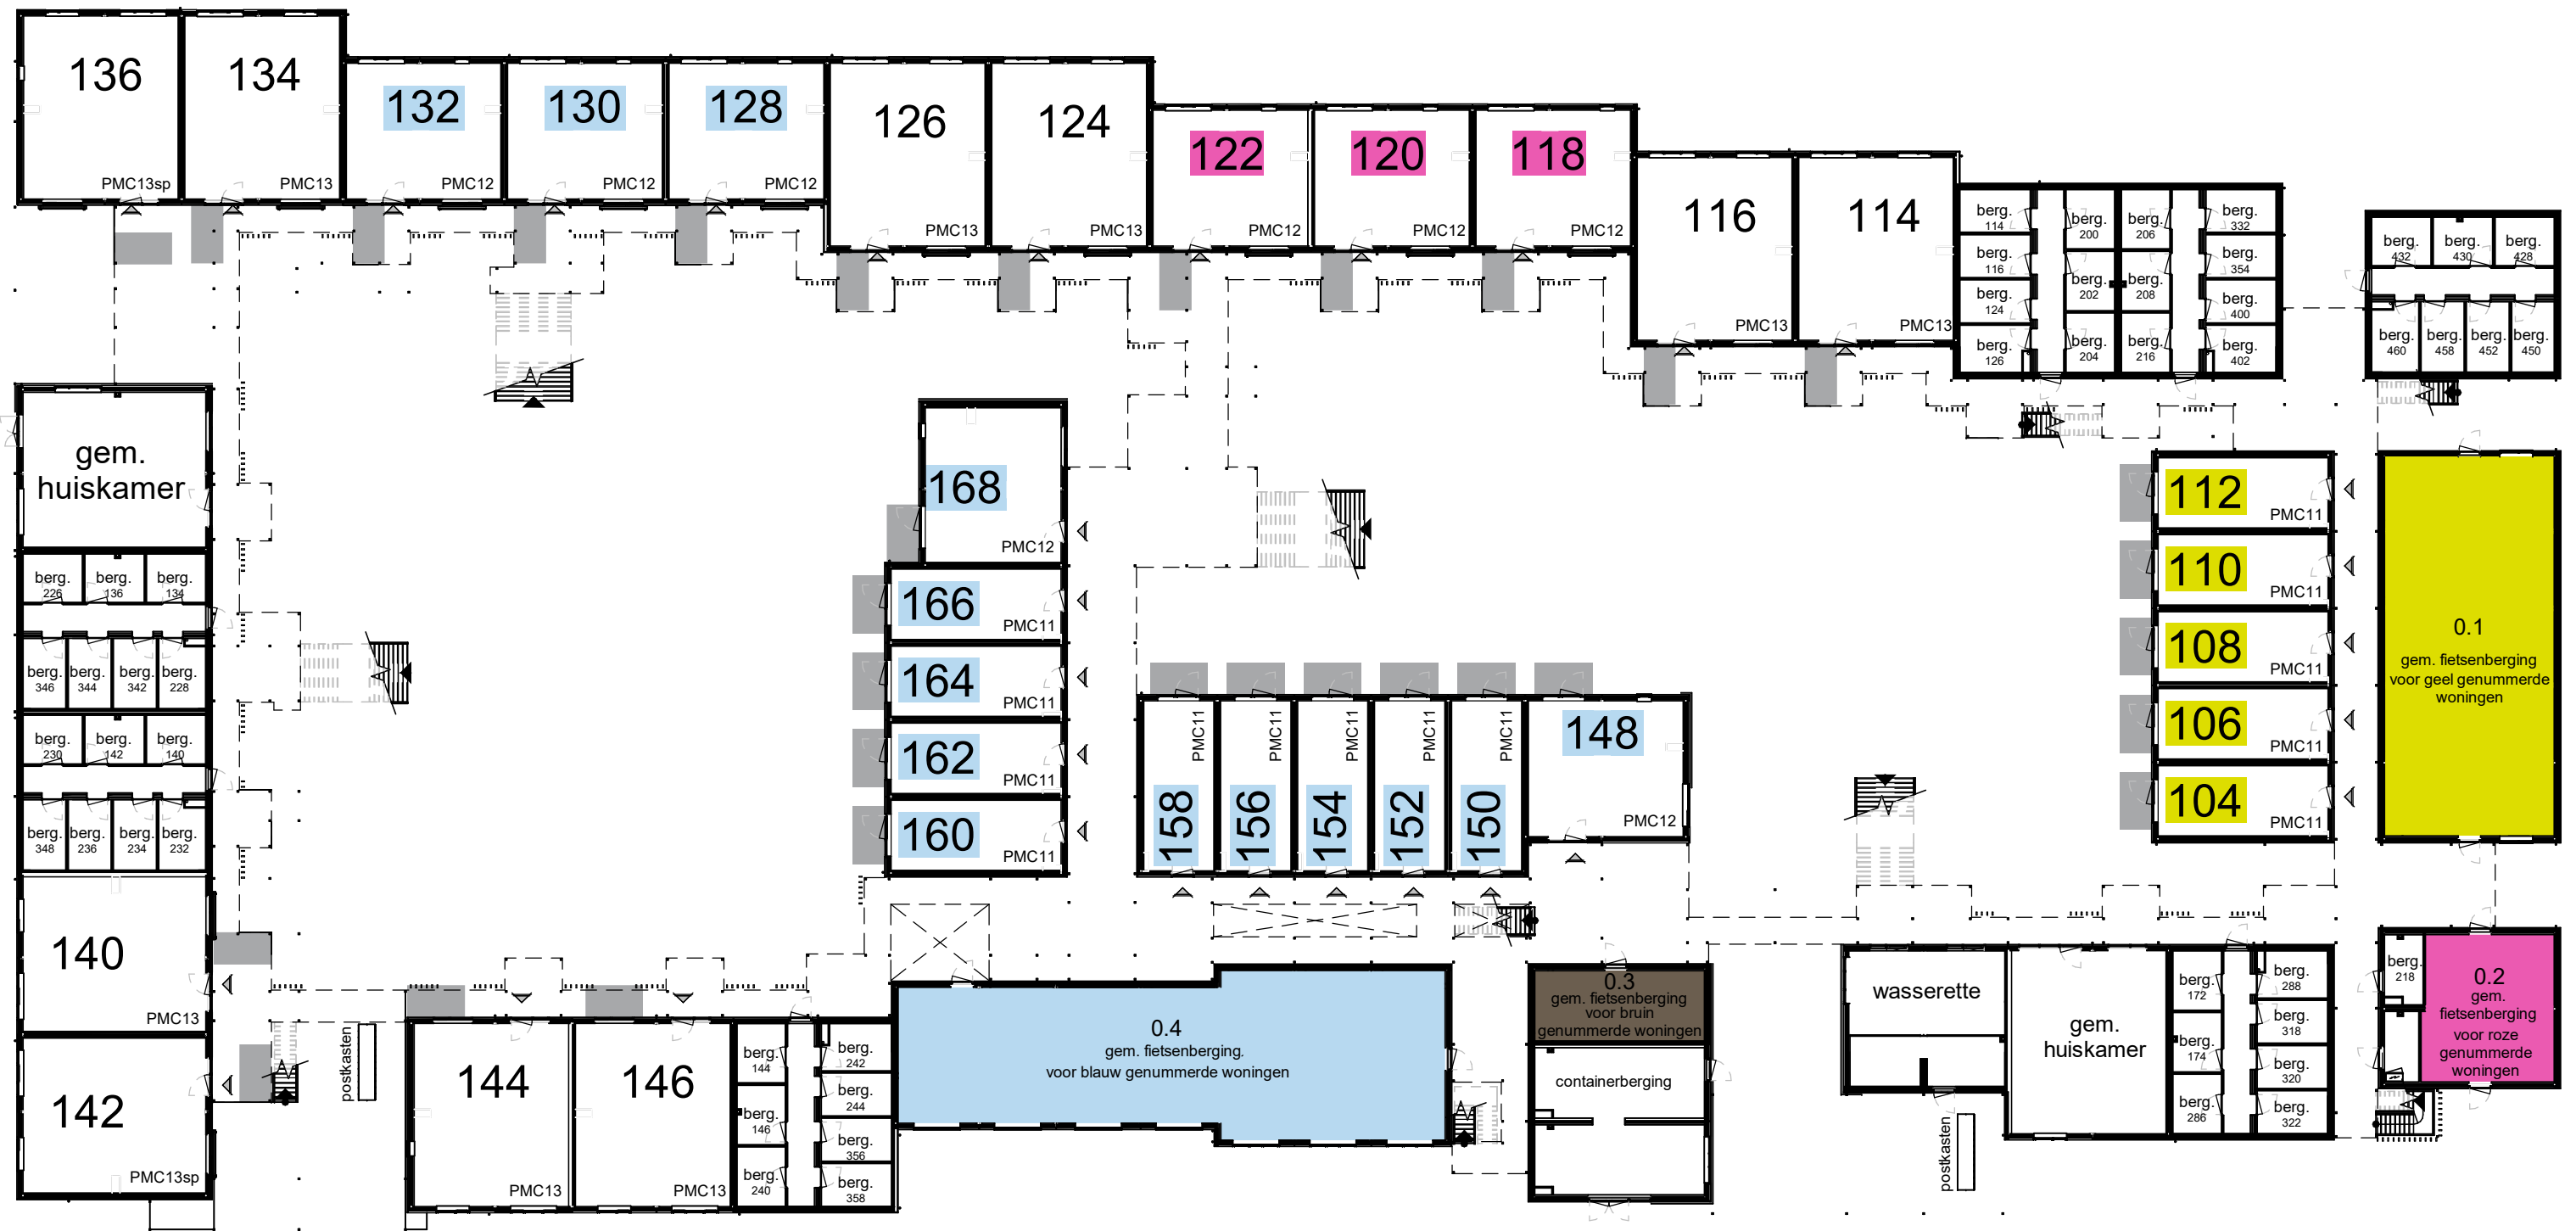 136
PMC13sp
134
PMC13
132
PMC12
130
PMC12
128
PMC12
126
PMC13
124
PMC13
122
PMC12
120
PMC12
118
PMC12
116
PMC13
114
PMC13
berg.
114
berg.
116
berg.
124
berg.
126
berg.
200
berg.
202
berg.
204
berg.
206
berg.
208
berg.
216
berg.
332
berg.
354
berg.
400
berg.
402
berg.
432
berg.
430
berg.
428
berg.
460
berg.
458
berg.
452
berg.
450
gem.
huiskamer
berg.
226
berg.
136
berg.
134
berg.
346
berg.
344
berg.
342
berg.
228
berg.
230
berg.
142
berg.
140
berg.
348
berg.
236
berg.
234
berg.
232
140
PMC13
142
PMC13sp
168
PMC12
166
PMC11
164
PMC11
162
PMC11
160
PMC11
158
PMC11
156
PMC11
154
PMC11
152
PMC11
150
PMC11
148
PMC12
112
PMC11
110
PMC11
108
PMC11
106
PMC11
104
PMC11
0.1
gem. fietsenberging
voor geel genummerde
woningen
postkasten
144
PMC13
146
PMC13
berg.
144
berg.
146
berg.
240
berg.
242
berg.
244
berg.
356
berg.
358
0.4
gem. fietsenberging.
voor blauw genummerde woningen
0.3
gem. fietsenberging
voor bruin
genummerde woningen
containerberging
wasserette
postkasten
gem.
huiskamer
berg.
172
berg.
174
berg.
286
berg.
288
berg.
318
berg.
320
berg.
322
berg.
218
0.2
gem.
fietsenberging
voor roze
genummerde
woningen